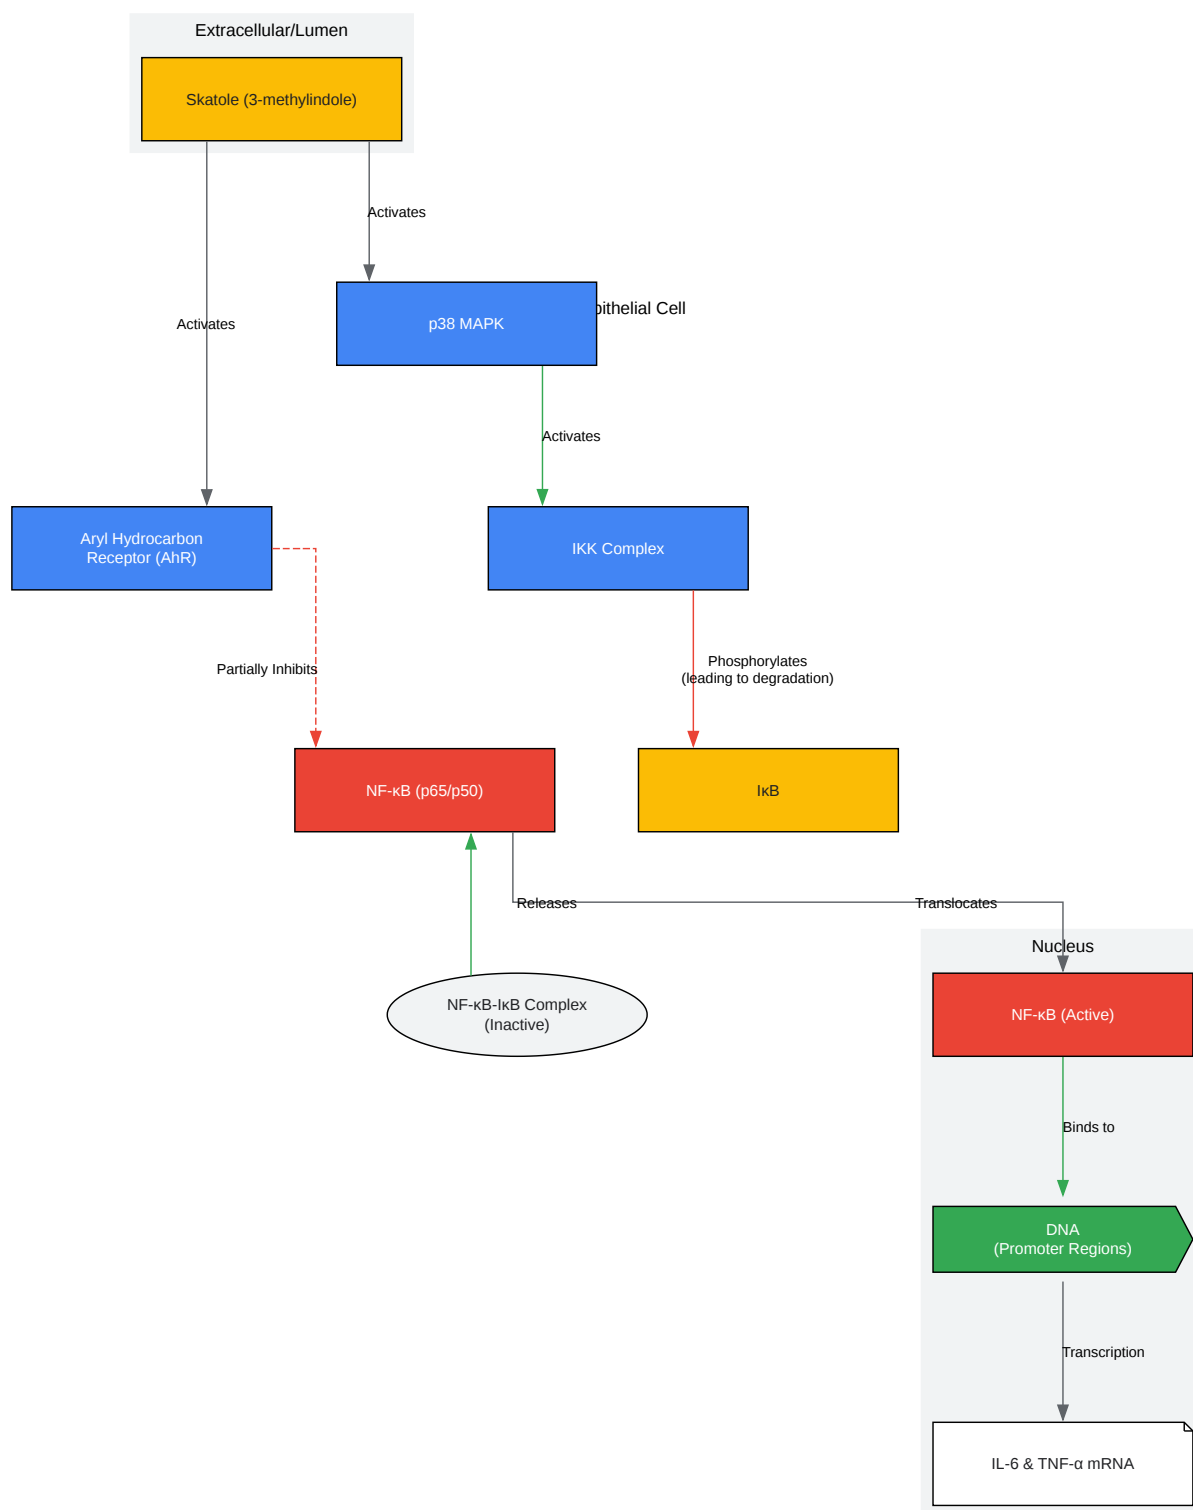 Extracellular/Lumen
Skatole (3-methylindole)
Activates
p38 MAPK
pithelial Cell
Activates
Activates
Aryl Hydrocarbon
Receptor (AhR)
IKK Complex
Partially Inhibits
Phosphorylates
(leading to degradation)
NF-κB (p65/p50)
IκB
Releases
Translocates
Nucleus
NF-κB-IκB Complex
(Inactive)
NF-κB (Active)
Binds to
DNA
(Promoter Regions)
Transcription
IL-6 & TNF-α mRNA